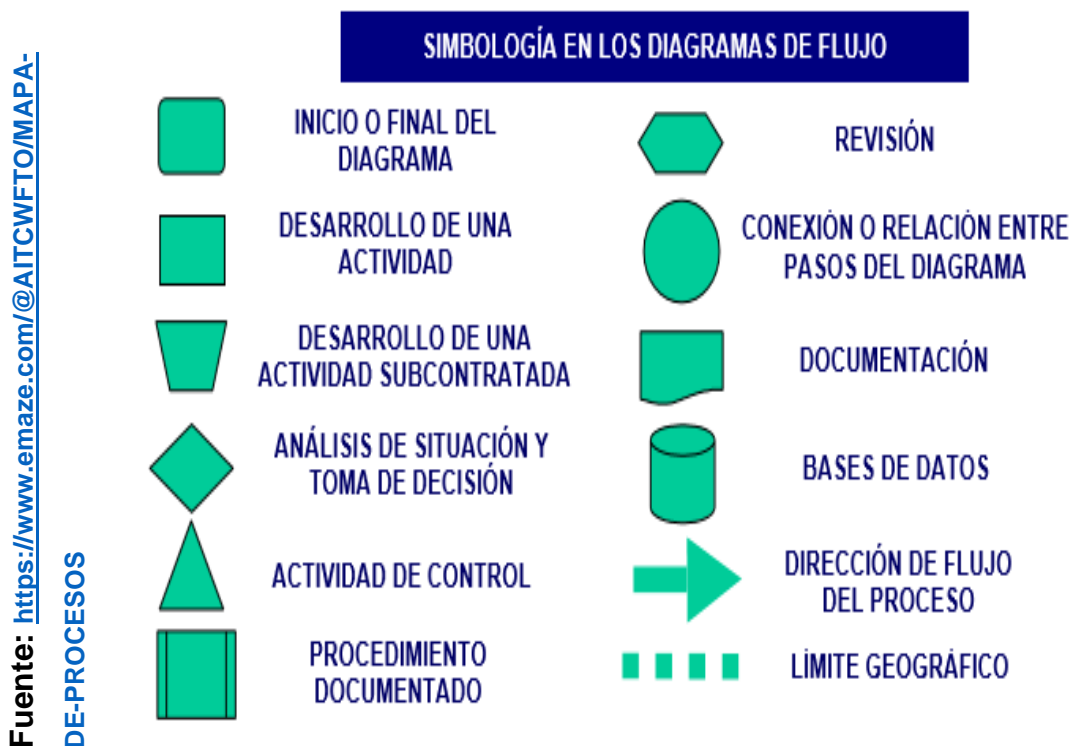 SIMBOLOGÍA EN LOS DIAGRAMAS DE FLUJO
INICIO O FINAL DEL
DIAGRAMA
DESARROLLO DE UNA
ACTIVIDAD
DESARROLLO DE UNA
ACTIVIDAD SUBCONTRATADA
ANÁLISIS DE SITUACIÓN Y
TOMA DE DECISIÓN
ACTIVIDAD DE CONTROL
PROCEDIMIENTO
DOCUMENTADO
REVISIÓN
CONEXIÓN O RELACIÓN ENTRE
PASOS DEL DIAGRAMA
DOCUMENTACIÓN
BASES DE DATOS
DIRECCIÓN DE FLUJO
DEL PROCESO
LÍMITE GEOGRÁFICO
Fuente: https://www.emaze.com/@AITCWFTO/MAPA-
DE-PROCESOS